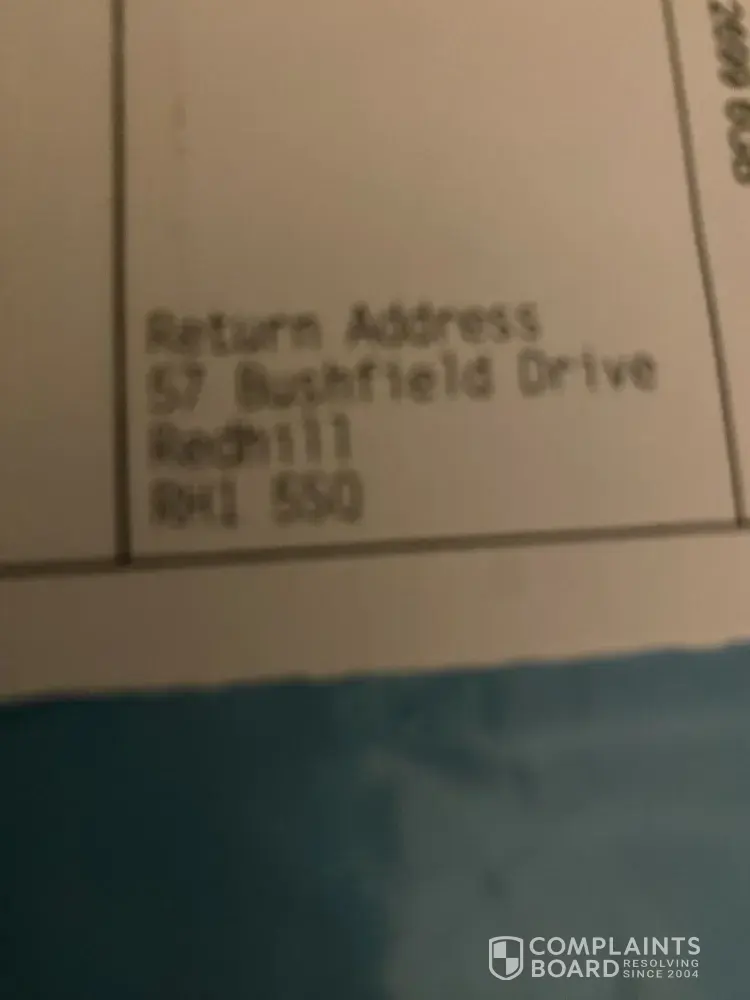 Return Address
57 Bushfield Drive
Redhill
RH1
COMPLAINTS
BOARD RESOLVING
SINCE 2004